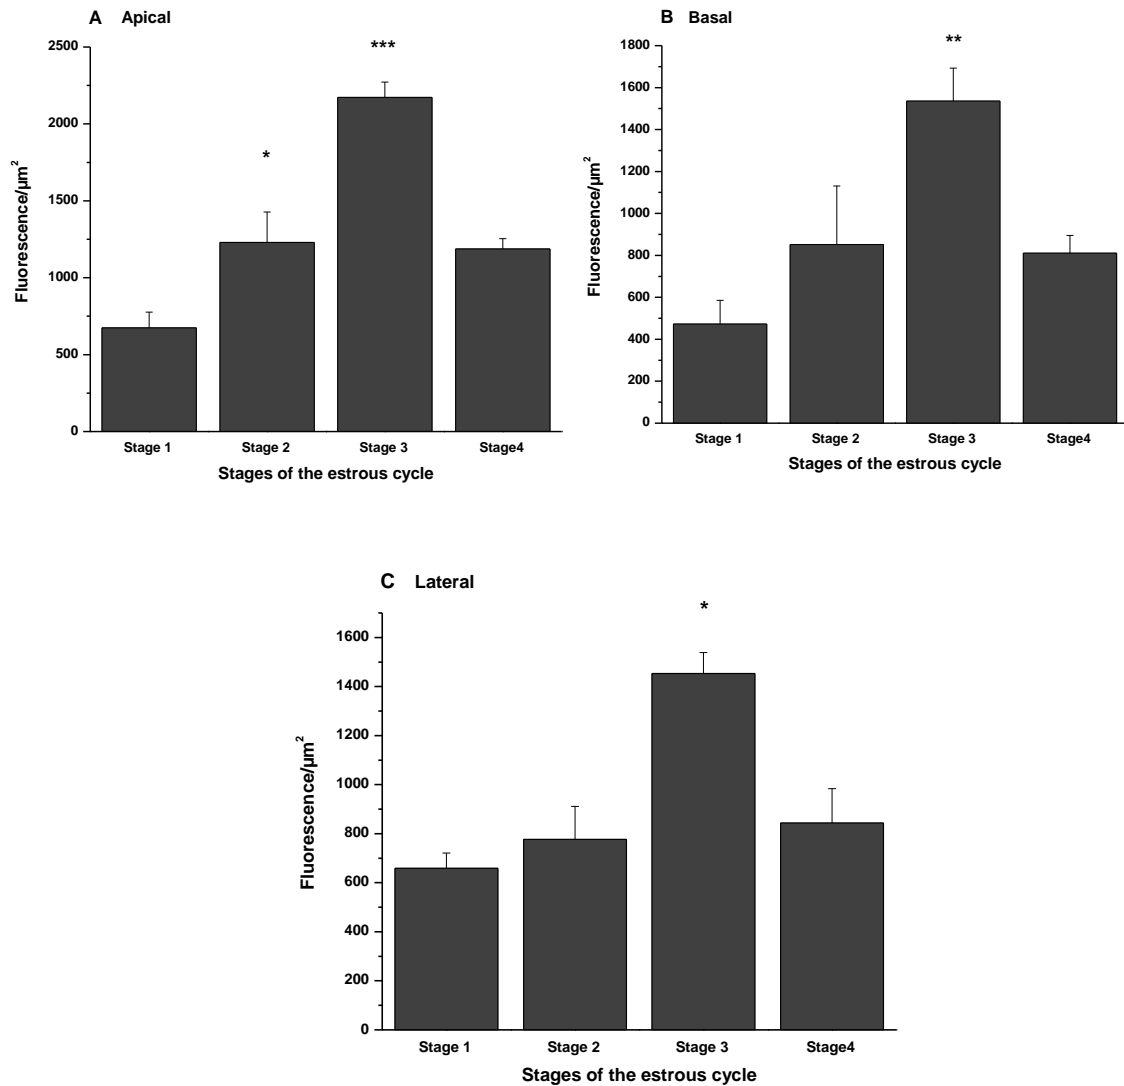 A Apical
***
*
2500
2000
1500
1000
500
0
Fluorescence/µm²
Stage 1 Stage 2 Stage 3 Stage4
Stages of the estrous cycle
B Basal
**
1800
1600
1400
1200
1000
800
600
400
200
0
Fluorescence/µm²
Stage 1 Stage 2 Stage 3 Stage4
Stages of the estrous cycle
C Lateral
*
1600
1400
1200
1000
800
600
400
200
0
Fluorescence/µm²
Stage 1 Stage 2 Stage 3 Stage4
Stages of the estrous cycle